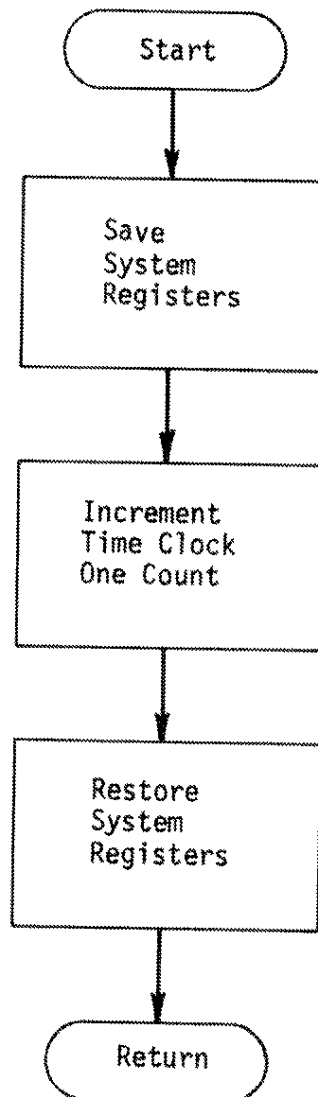 Start
Save
System
Registers
Increment
Time Clock
One Count
Restore
System
Registers
Return